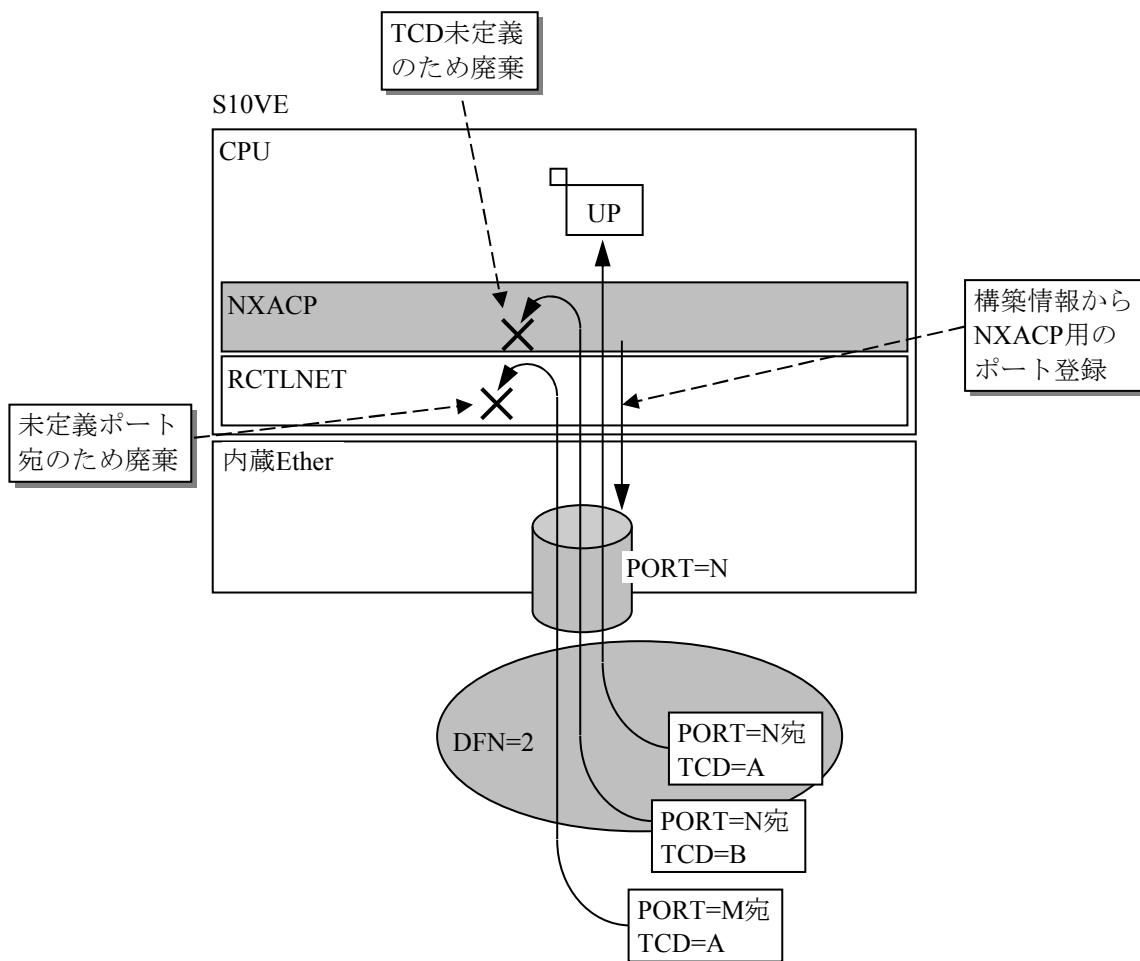 TCD未定義
のため廃棄
S10VE
CPU
UP
NXACP
構築情報から
NXACP用の
ポート登録
RCTLNET
未定義ポート
宛のため廃棄
内蔵Ether
PORT=N
DFN=2
PORT=N宛
TCD=A
PORT=N宛
TCD=B
PORT=M宛
TCD=A